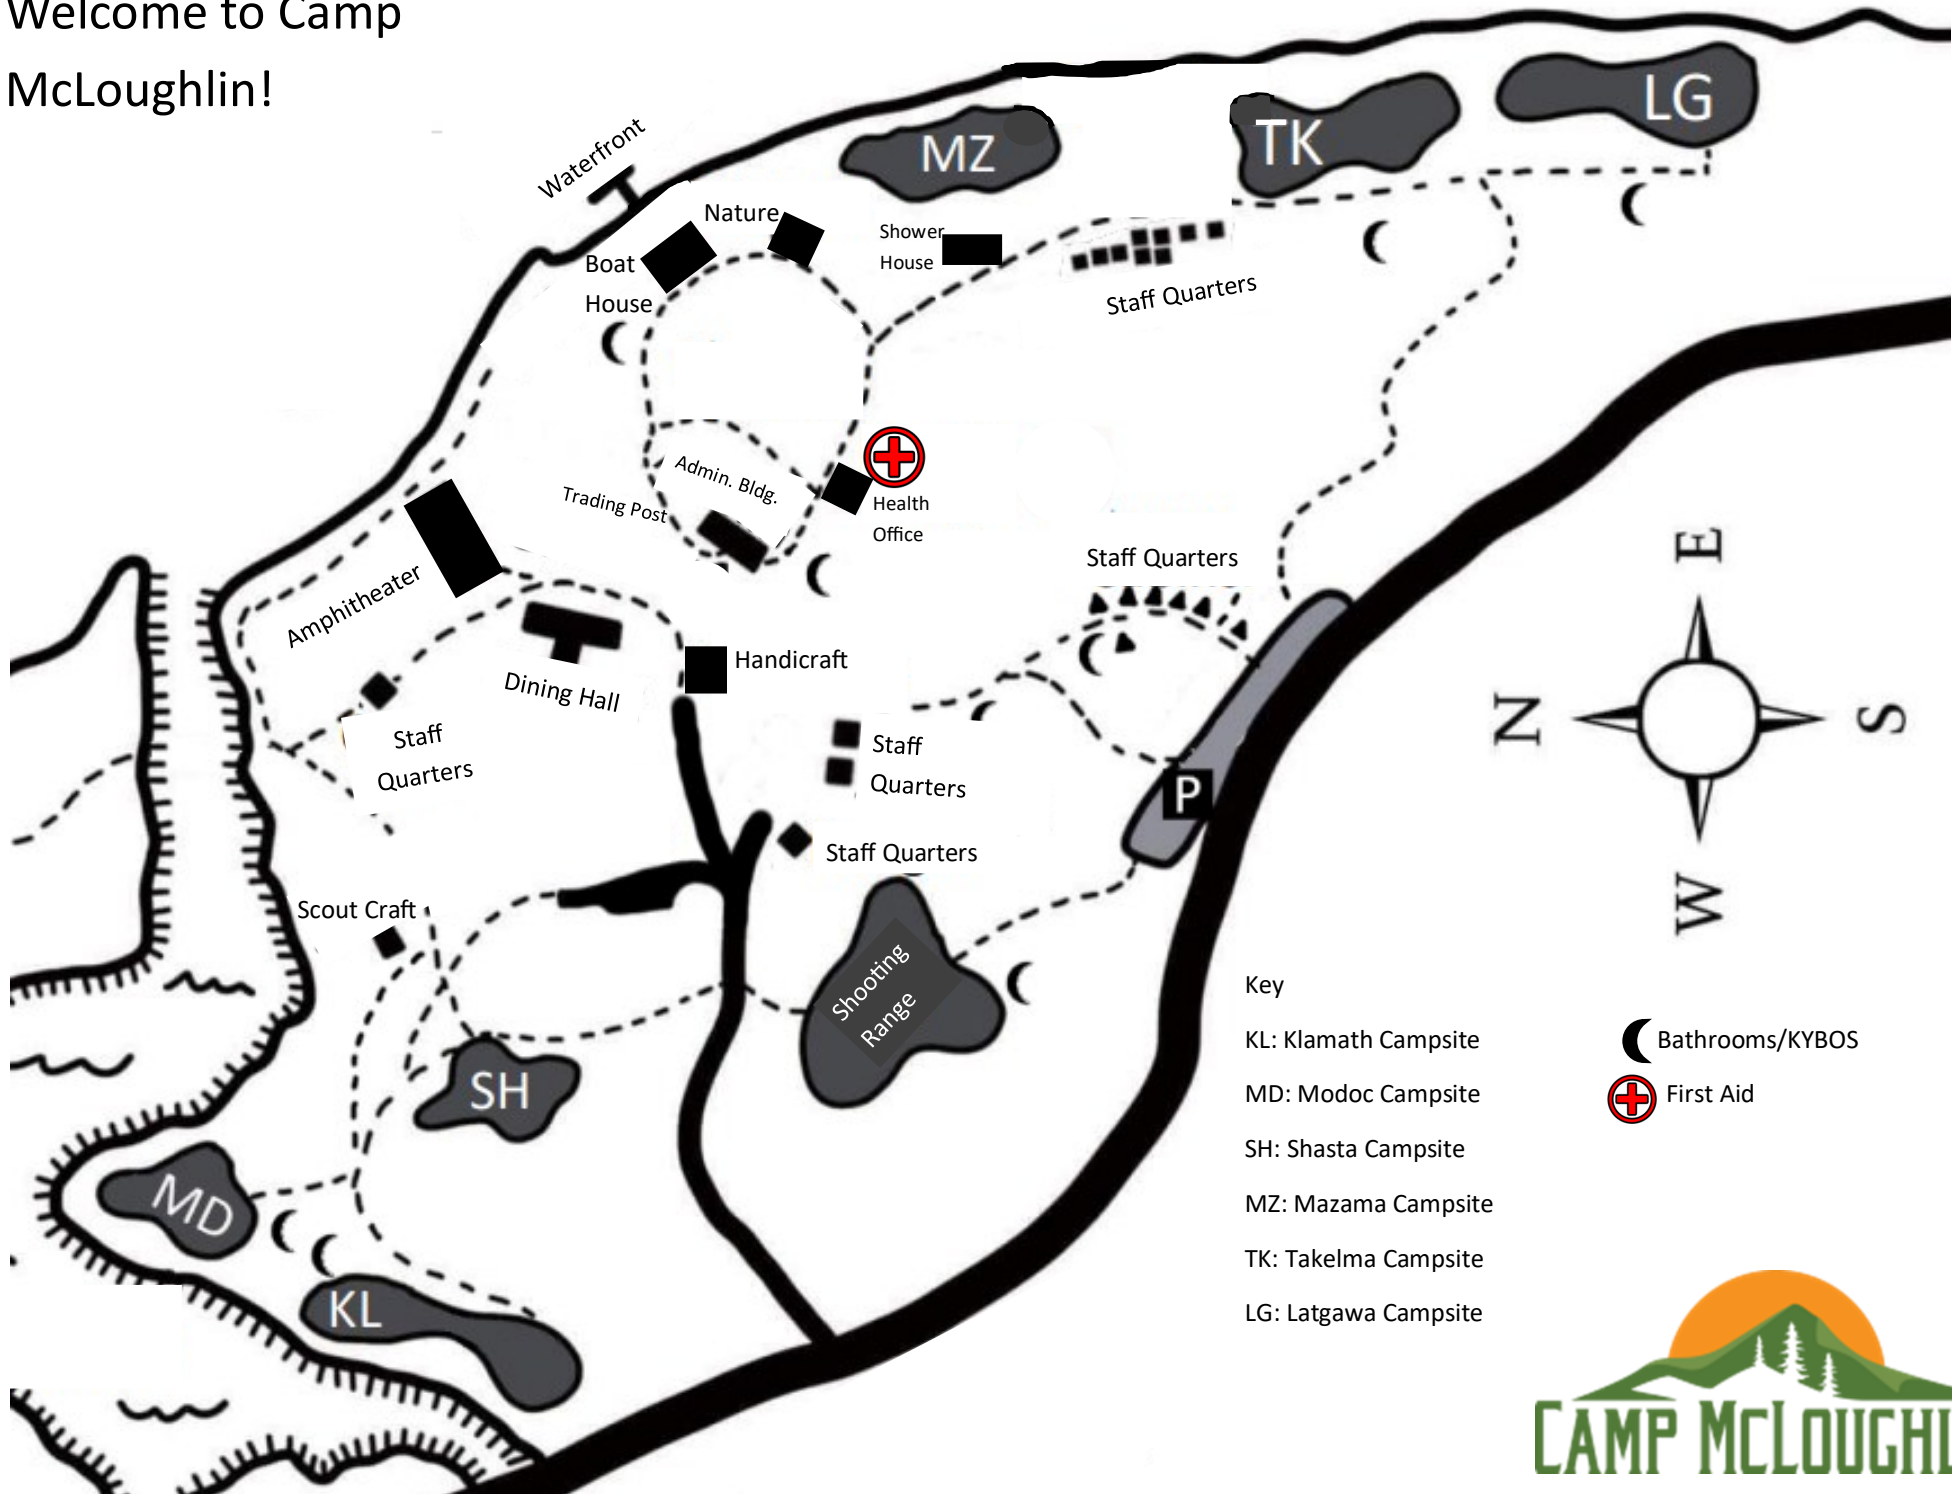 Welcome to Camp
McLoughlin!
Waterfront
Nature
Boat
House
Shower
House
MZ
TK
LG
Staff Quarters
Admin. Bldg.
Trading Post
Health
Office
Amphitheater
Staff Quarters
Dining Hall
Handicraft
Staff
Quarters
Staff
Quarters
Staff Quarters
P
E
N
S
W
Scout Craft
Shooting
Range
SH
MD
KL
Key
KL: Klamath Campsite
MD: Modoc Campsite
SH: Shasta Campsite
MZ: Mazama Campsite
TK: Takelma Campsite
LG: Latgawa Campsite
Bathrooms/KYBOS
First Aid
CAMP MCLOUGHL